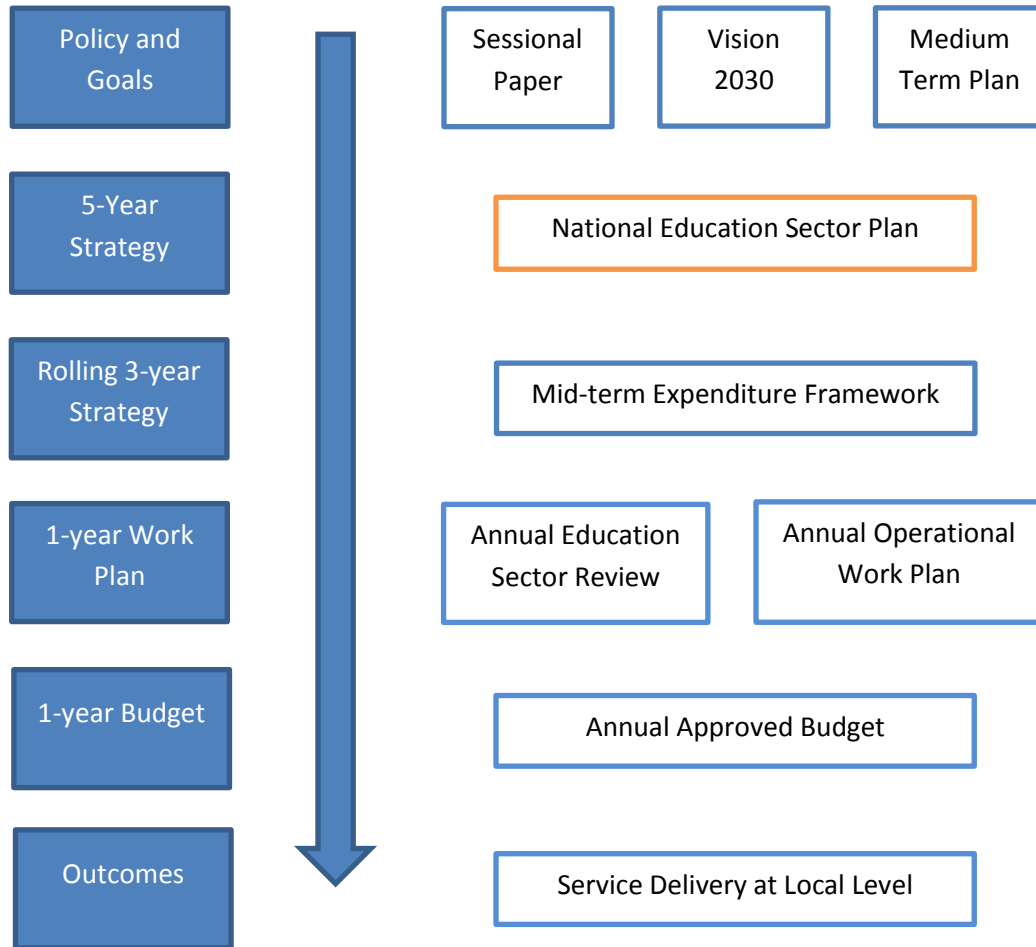 Policy and
Goals
Sessional
Paper
Vision
2030
Medium
Term Plan
5-Year
Strategy
National Education Sector Plan
Rolling 3-year
Strategy
Mid-term Expenditure Framework
1-year Work
Plan
Annual Education
Sector Review
Annual Operational
Work Plan
1-year Budget
Annual Approved Budget
Outcomes
Service Delivery at Local Level